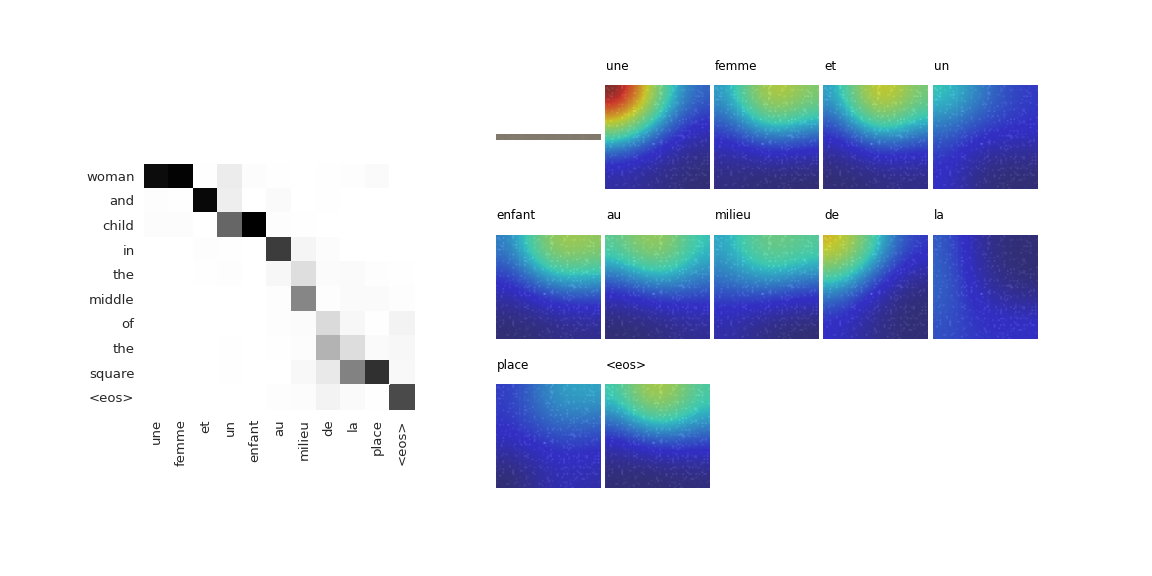 woman
and
child
in
the
middle
of
the
square
<eos>
une
femme
et
un
enfant
au
milieu
de
la
place
<eos>
une femme et un
enfant au milieu de la
place <eos>